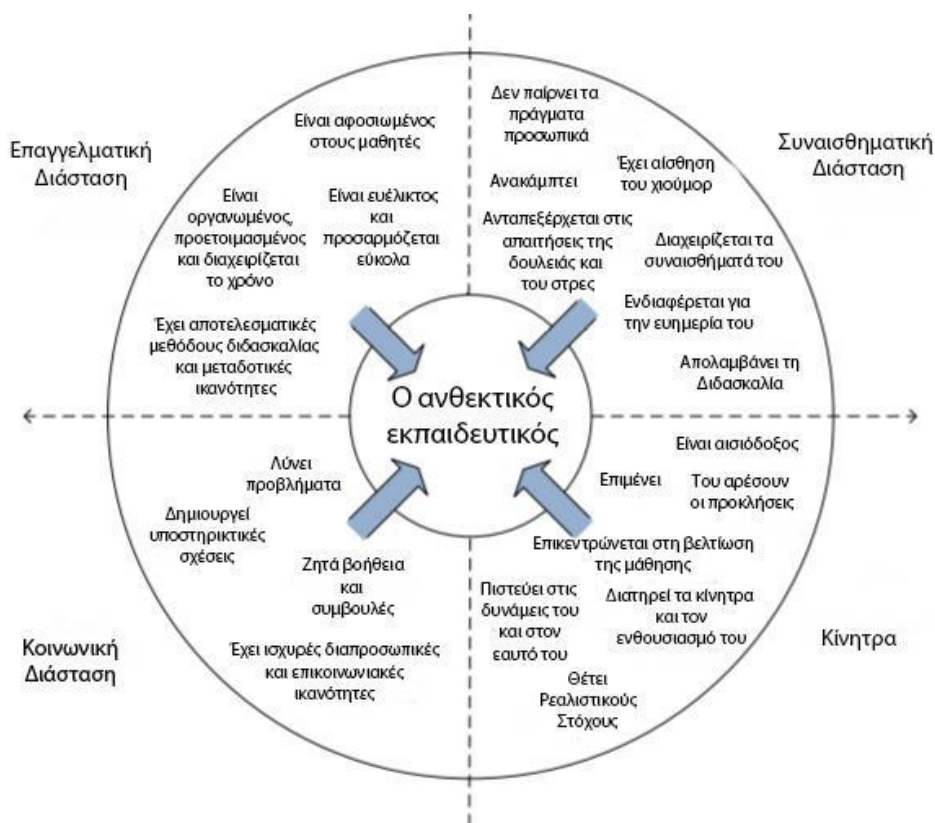 Επαγγελματική
Διάσταση
Είναι αφοσιωμένος
στους μαθητές
Είναι
οργανωμένος,
προετοιμασμένος
και διαχειρίζεται
το χρόνο
Είναι ευέλικτος
και
προσαρμόζεται
εύκολα
Έχει αποτελεσματικές
μεθόδους διδασκαλίας
και μεταδοτικές
ικανότητες
Συναισθηματική
Διάσταση
Δεν παίρνει τα
πράγματα
προσωπικά
Έχει αίσθηση
του χιούμορ
Ανακάμπτει
Ανταπεξέρχεται στις
απαιτήσεις της
δουλειάς και
του στρες
Διαχειρίζεται τα
συναισθήματά του
Ενδιαφέρεται για
την ευημερία του
Απολαμβάνει τη
Διδασκαλία
Ο ανθεκτικός
εκπαιδευτικός
Λύνει
προβλήματα
Δημιουργεί
υποστηρικτικές
σχέσεις
Ζητά βοήθεια
και
συμβουλές
Έχει ισχυρές διαπροσωπικές
και επικοινωνιακές
ικανότητες
Κοινωνική
Διάσταση
Είναι αισιόδοξος
Επιμένει
Του αρέσουν
οι προκλήσεις
Επικεντρώνεται στη βελτίωση
της μάθησης
Πιστεύει στις
δυνάμεις του
και στον
εαυτό του
Διατηρεί τα κίνητρα
και τον
ενθουσιασμό του
Θέτει
Ρεαλιστικούς
Στόχους
Κίνητρα